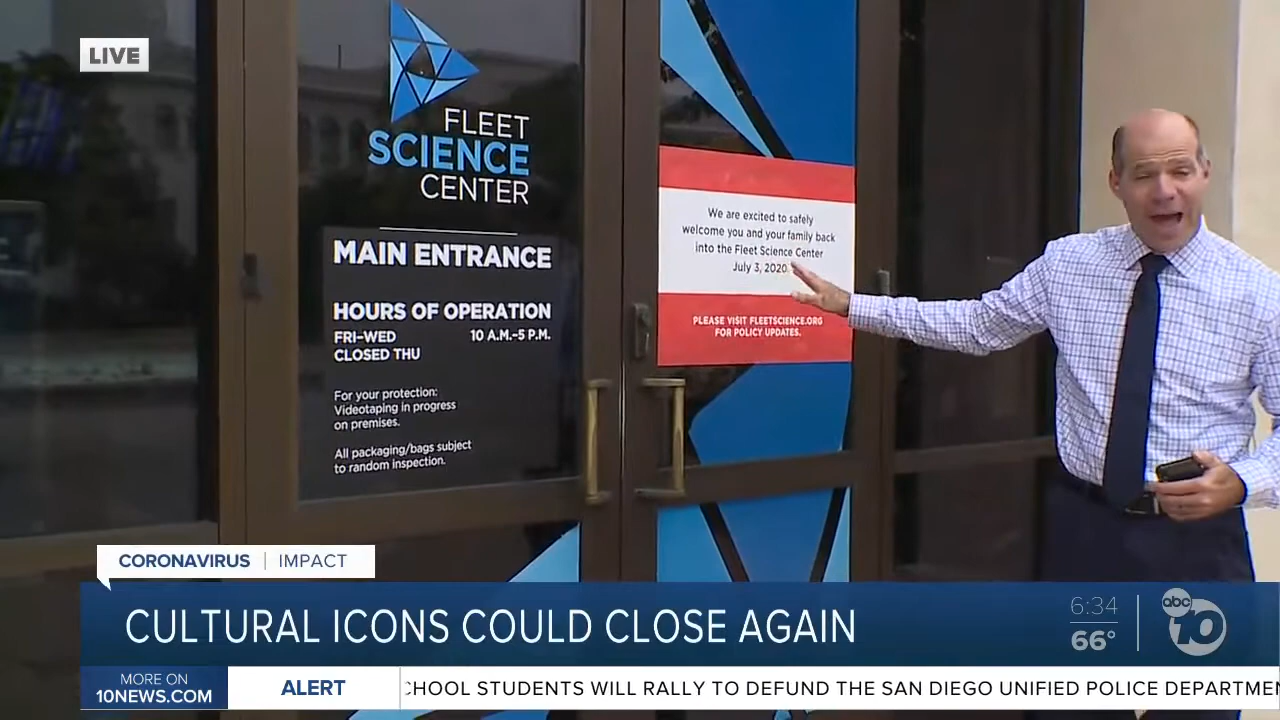 LIVE
FLEET
SCIENCE
CENTER
MAIN ENTRANCE
HOURS OF OPERATION
FRI–WED 10 A.M.–5 P.M.
CLOSED THU
For your protection:
Videotaping in progress
on premises.
All packaging/bags subject
to random inspection.
We are excited to safely
welcome you and your family back
into the Fleet Science Center
July 3, 2020
PLEASE VISIT FLEETSCIENCE.ORG
FOR POLICY UPDATES.
CORONAVIRUS | IMPACT
CULTURAL ICONS COULD CLOSE AGAIN
6:34
66°
abc
10
MORE ON
10NEWS.COM
ALERT
CHOOL STUDENTS WILL RALLY TO DEFUND THE SAN DIEGO UNIFIED POLICE DEPARTMEN